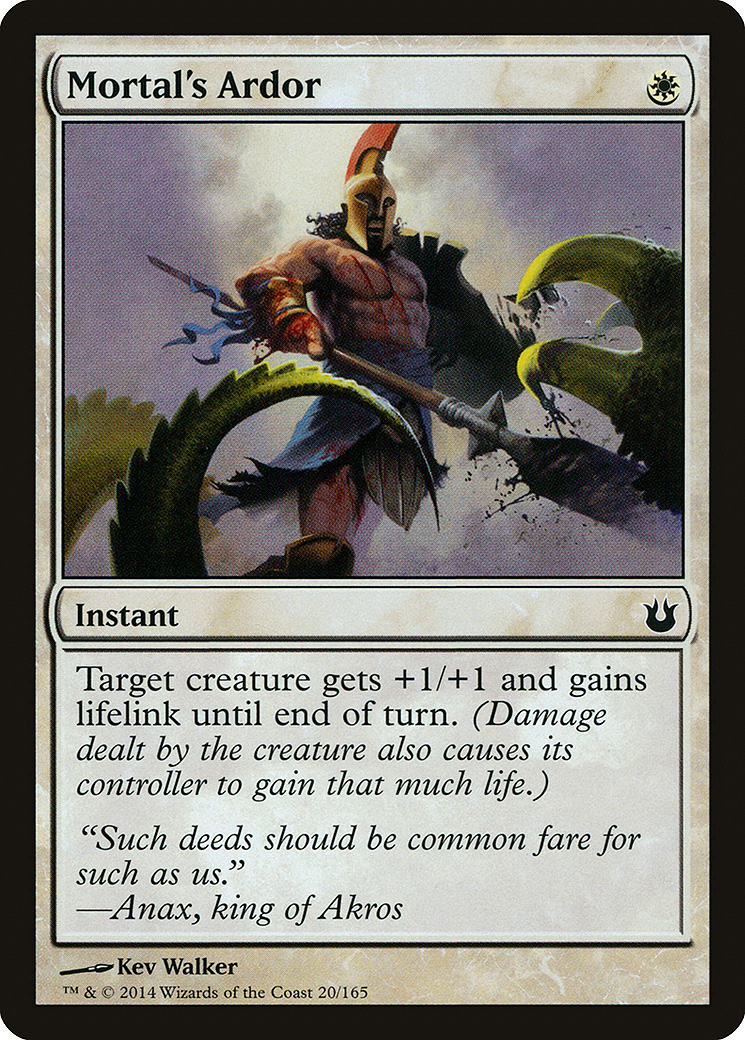 Mortal's Ardor
Instant
Target creature gets +1/+1 and gains
lifelink until end of turn. (Damage
dealt by the creature also causes its
controller to gain that much life.)
“Such deeds should be common fare for
such as us.”
—Anax, king of Akros
Kev Walker
™ & © 2014 Wizards of the Coast 20/165